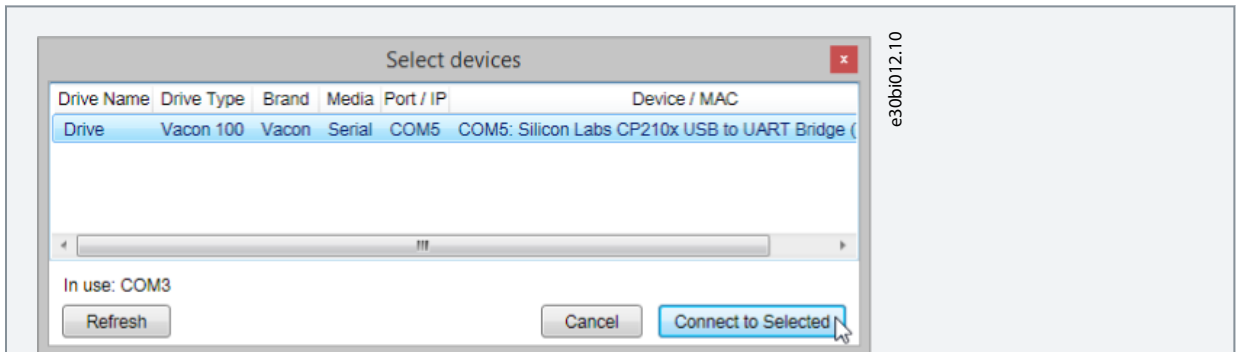 Select devices
x
Drive Name Drive Type Brand Media Port / IP Device / MAC
Drive Vacon 100 Vacon Serial COM5 COM5: Silicon Labs CP210x USB to UART Bridge (
In use: COM3
Refresh Cancel Connect to Selected
e30bi012.10